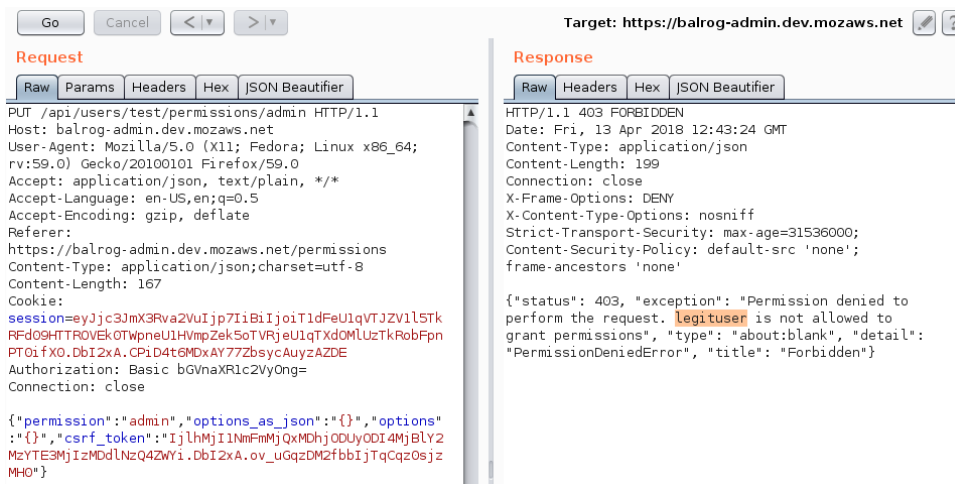 Go Cancel < > Target: https://balrog-admin.dev.mozaws.net ?
Request
Raw Params Headers Hex JSON Beautifier
PUT /api/users/test/permissions/admin HTTP/1.1
Host: balrog-admin.dev.mozaws.net
User-Agent: Mozilla/5.0 (X11; Fedora; Linux x86_64;
rv:59.0) Gecko/20100101 Firefox/59.0
Accept: application/json, text/plain, */*
Accept-Language: en-US,en;q=0.5
Accept-Encoding: gzip, deflate
Referer:
https://balrog-admin.dev.mozaws.net/permissions
Content-Type: application/json;charset=utf-8
Content-Length: 167
Cookie:
session=eyJjc3JmX3Rva2VuIjp7IiBiIjoiT1dFeU1qVTJZV1l5Tk
RFd09HTTROVEk0TWpneU1HVmpZek5oTVRjeU1qTXdOMlUzTkRobFpn
PT0ifX0.DbI2xA.CPiD4t6MDxAY77ZbsycAuyzAZDE
Authorization: Basic bGVnaXR1c2VyOng=
Connection: close
{"permission":"admin","options_as_json":"{}","options"
:"{}","csrf_token":"IjlhMjI1NmFmMjQxMDhjODUyODI4MjBlY2
MzYTE3MjIzMDdlNzQ4ZWYi.DbI2xA.ov_uGqzDM2fbbIjTqCqz0sjz
MH0"}
Response
Raw Headers Hex JSON Beautifier
HTTP/1.1 403 FORBIDDEN
Date: Fri, 13 Apr 2018 12:43:24 GMT
Content-Type: application/json
Content-Length: 199
Connection: close
X-Frame-Options: DENY
X-Content-Type-Options: nosniff
Strict-Transport-Security: max-age=31536000;
Content-Security-Policy: default-src 'none';
frame-ancestors 'none'
{"status": 403, "exception": "Permission denied to
perform the request. legituser is not allowed to
grant permissions", "type": "about:blank", "detail":
"PermissionDeniedError", "title": "Forbidden"}